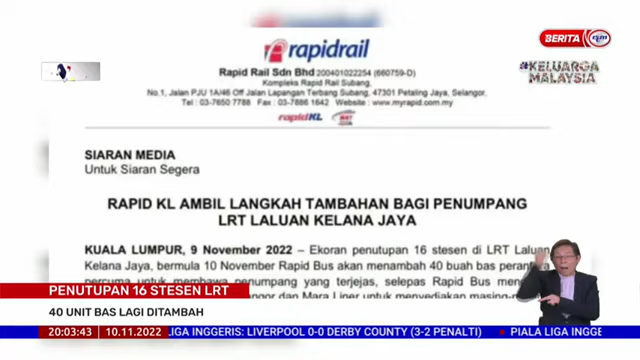 rapidrail
BERITA RTM
#KELUARGA
MALAYSIA
Rapid Rail Sdn Bhd 200401022254 (660759-D)
Kompleks Rapid Rail Subang,
No.1, Jalan PJU 1A/46 Off Jalan Lapangan Terbang Subang, 47301 Petaling Jaya, Selangor.
Tel : 03-7650 7788 Fax : 03-7886 1642 Website : www.myrapid.com.my
rapidKL
SIARAN MEDIA
Untuk Siaran Segera
RAPID KL AMBIL LANGKAH TAMBAHAN BAGI PENUMPANG
LRT LALUAN KELANA JAYA
KUALA LUMPUR, 9 November 2022 – Ekoran penutupan 16 stesen di LRT Laluan
Kelana Jaya, bermula 10 November Rapid Bus akan menambah 40 buah bas perantara
percuma untuk membawa penumpang yang terjejas, selepas Rapid Bus
PENUTUPAN 16 STESEN LRT
dan Mara Liner untuk menyediakan
40 UNIT BAS LAGI DITAMBAH
20:03:43 10.11.2022 LIGA INGGERIS: LIVERPOOL 0-0 DERBY COUNTY (3-2 PENALTI) PIALA LIGA INGGERIS